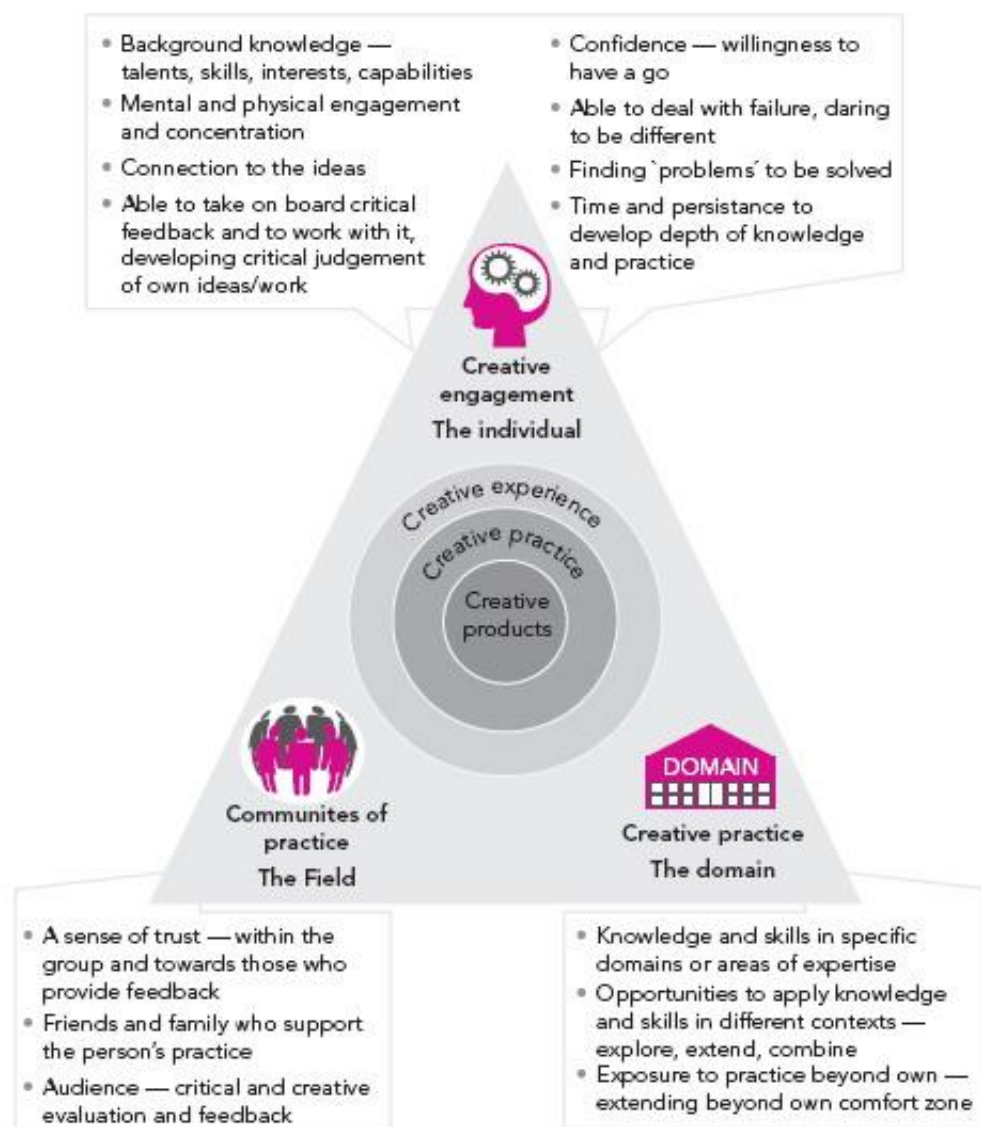 • Background knowledge —
talents, skills, interests, capabilities
• Mental and physical engagement
and concentration
• Connection to the ideas
• Able to take on board critical
feedback and to work with it,
developing critical judgement
of own ideas/work
• Confidence — willingness to
have a go
• Able to deal with failure, daring
to be different
• Finding `problems´ to be solved
• Time and persistance to
develop depth of knowledge
and practice
Creative
engagement
The individual
Creative experience
Creative practice
Creative
products
Communites of
practice
The Field
DOMAIN
Creative practice
The domain
• A sense of trust — within the
group and towards those who
provide feedback
• Friends and family who support
the person's practice
• Audience — critical and creative
evaluation and feedback
• Knowledge and skills in specific
domains or areas of expertise
• Opportunities to apply knowledge
and skills in different contexts —
explore, extend, combine
• Exposure to practice beyond own —
extending beyond own comfort zone